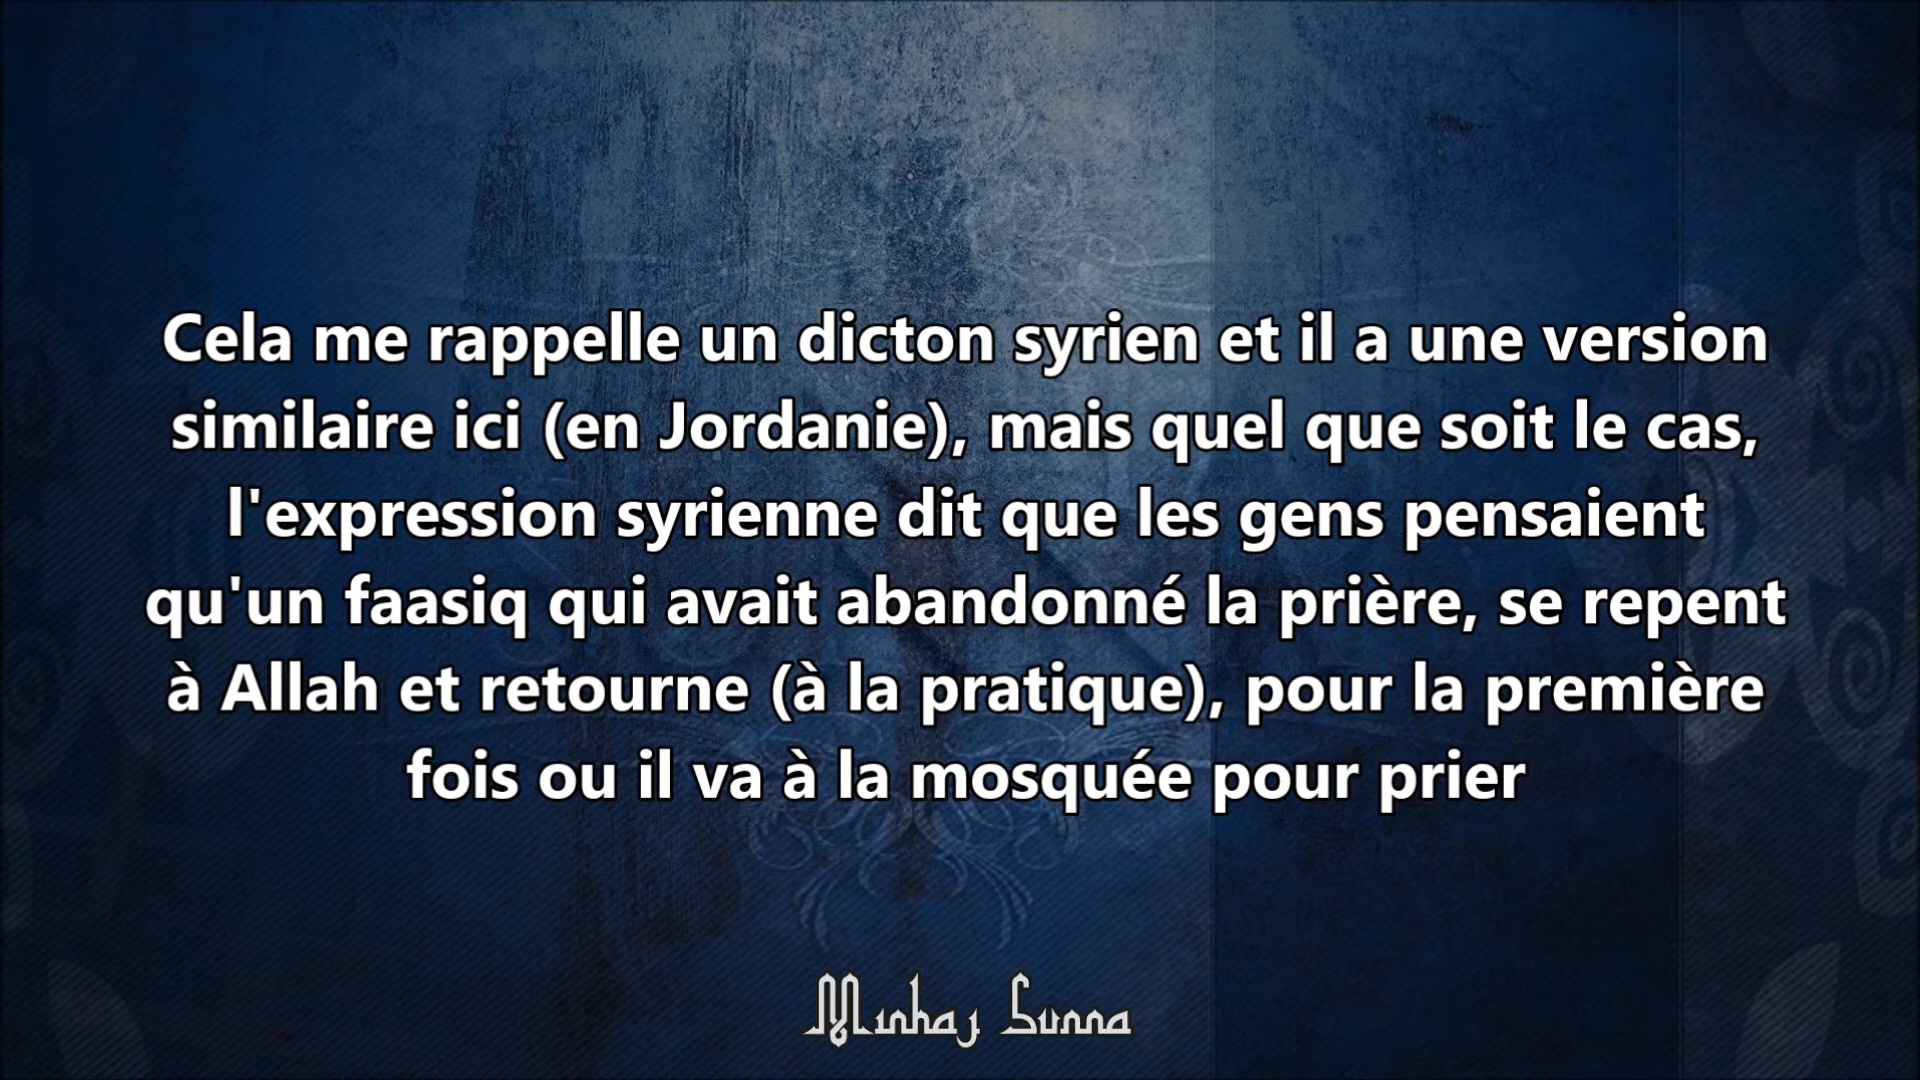 Cela me rappelle un dicton syrien et il a une version
similaire ici (en Jordanie), mais quel que soit le cas,
l'expression syrienne dit que les gens pensaient
qu'un faasiq qui avait abandonné la prière, se repent
à Allah et retourne (à la pratique), pour la première
fois ou il va à la mosquée pour prier
Minhaj Sunna